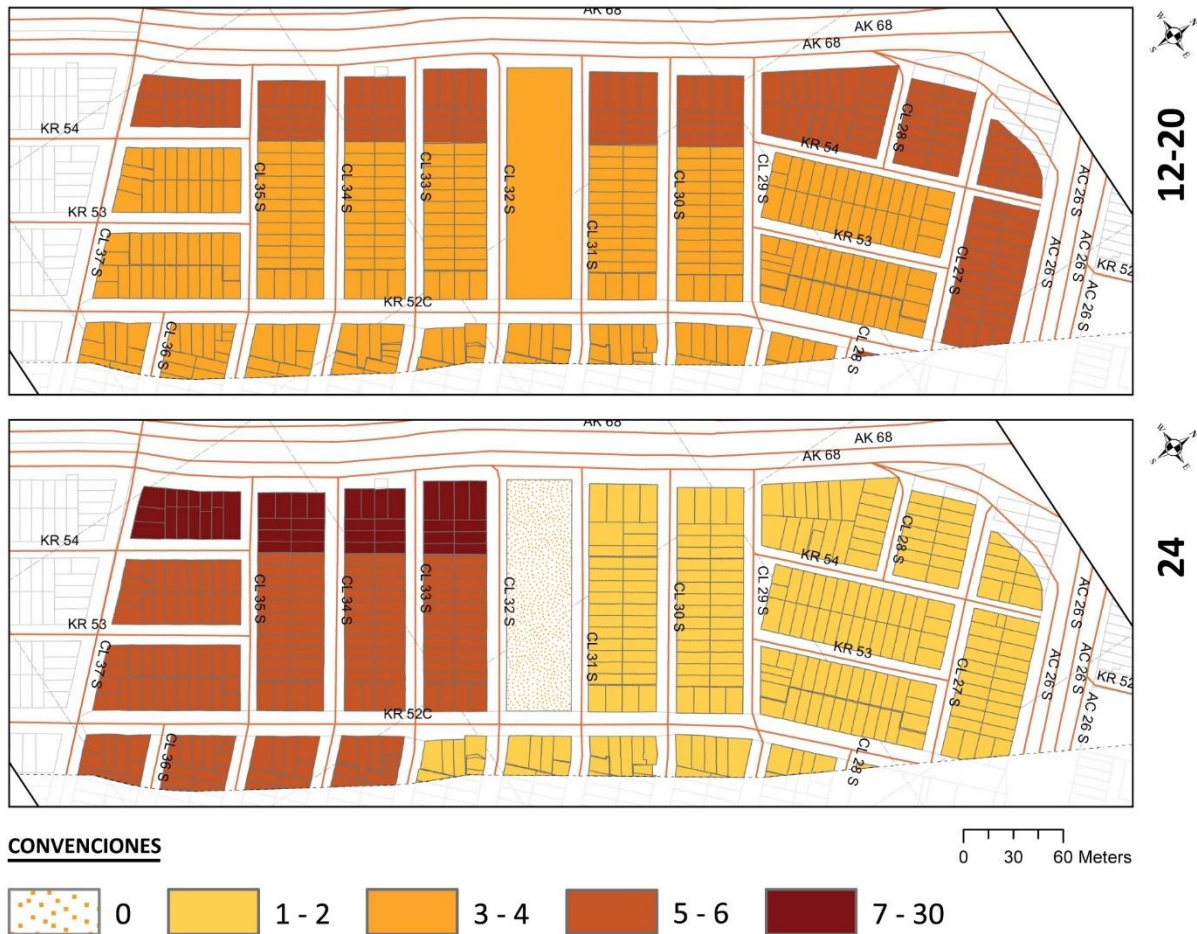 AK 68
AK 68
AK 68
KR 54
KR 53
CL 37 S
CL 36 S
CL 35 S
CL 34 S
CL 33 S
CL 32 S
CL 31 S
CL 30 S
CL 29 S
CL 28 S
KR 54
KR 53
CL 27 S
CL 28 S
KR 52C
AC 26 S
AC 26 S
AC 26 S
KR 52
W N
S E
12-20
AK 68
AK 68
AK 68
KR 54
KR 53
CL 37 S
CL 36 S
CL 35 S
CL 34 S
CL 33 S
CL 32 S
CL 31 S
CL 30 S
CL 29 S
CL 28 S
KR 54
KR 53
CL 27 S
CL 28 S
KR 52C
AC 26 S
AC 26 S
AC 26 S
KR 52
W N
S E
24
CONVENCIONES
0 30 60 Meters
0
1 - 2
3 - 4
5 - 6
7 - 30